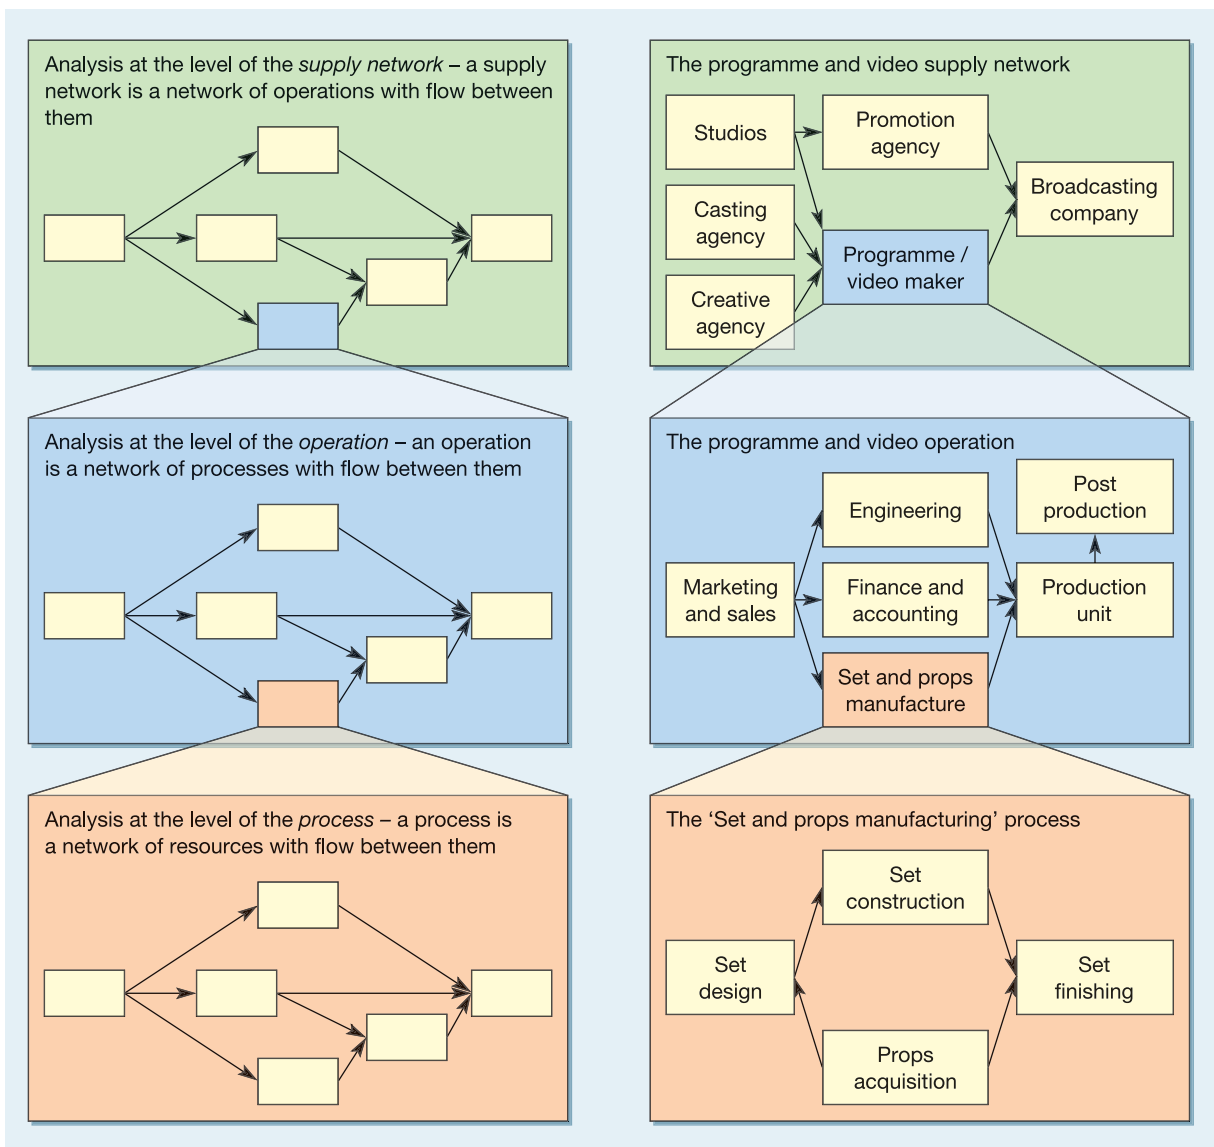 Analysis at the level of the supply network – a supply
network is a network of operations with flow between
them
The programme and video supply network
Studios
Promotion
agency
Broadcasting
company
Casting
agency
Programme /
video maker
Creative
agency
Analysis at the level of the operation – an operation
is a network of processes with flow between them
The programme and video operation
Engineering
Post
production
Marketing
and sales
Finance and
accounting
Production
unit
Set and props
manufacture
Analysis at the level of the process – a process is
a network of resources with flow between them
The ‘Set and props manufacturing’ process
Set
construction
Set
design
Set
finishing
Props
acquisition